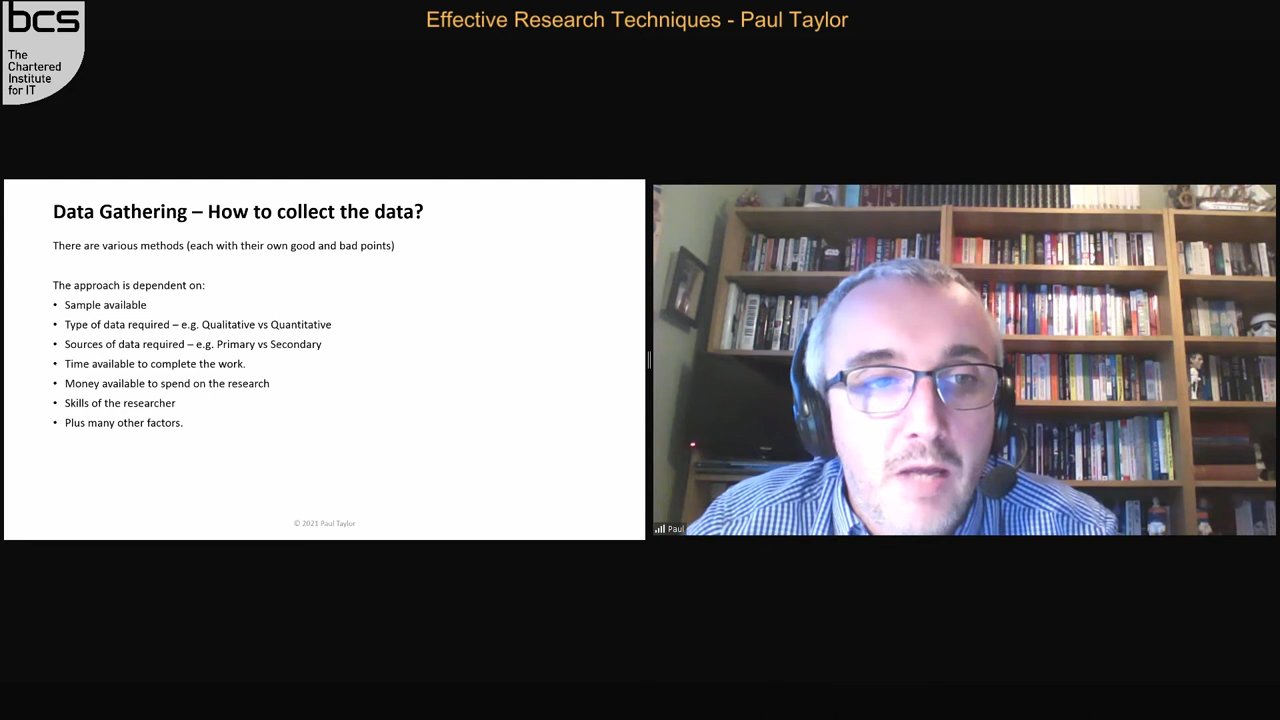 Effective Research Techniques - Paul Taylor
bcs
The
Chartered
Institute
for IT
Data Gathering – How to collect the data?
There are various methods (each with their own good and bad points)
The approach is dependent on:
• Sample available
• Type of data required – e.g. Qualitative vs Quantitative
• Sources of data required – e.g. Primary vs Secondary
• Time available to complete the work.
• Money available to spend on the research
• Skills of the researcher
• Plus many other factors.
© 2021 Paul Taylor
Paul